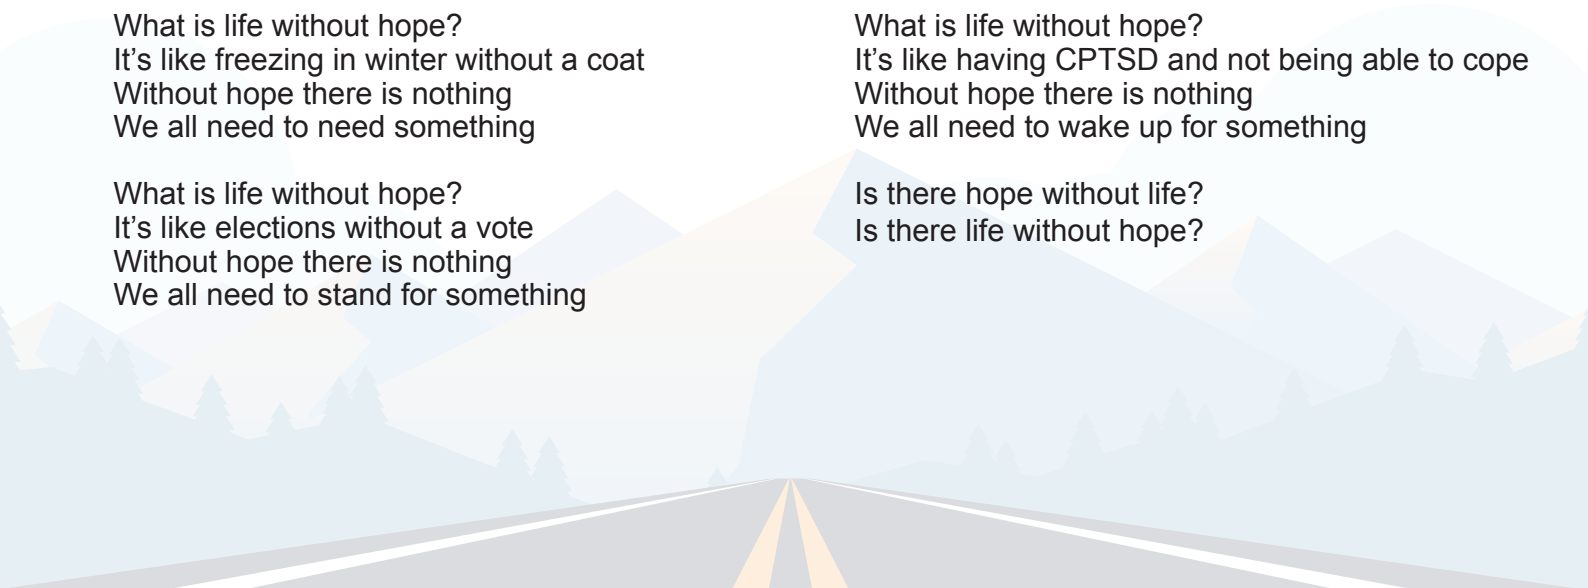 What is life without hope?
It’s like freezing in winter without a coat
Without hope there is nothing
We all need to need something

What is life without hope?
It’s like elections without a vote
Without hope there is nothing
We all need to stand for something

What is life without hope?
It’s like having CPTSD and not being able to cope
Without hope there is nothing
We all need to wake up for something

Is there hope without life?
Is there life without hope?